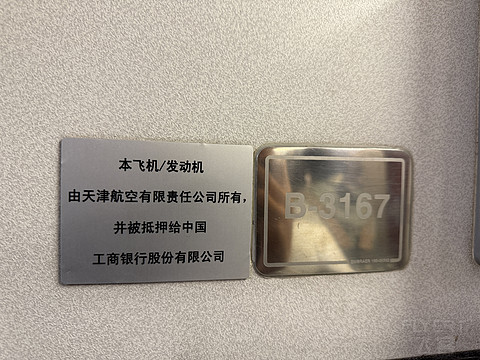 本飞机/发动机
由天津航空有限责任公司所有，
并被抵押给中国
工商银行股份有限公司
B-3167